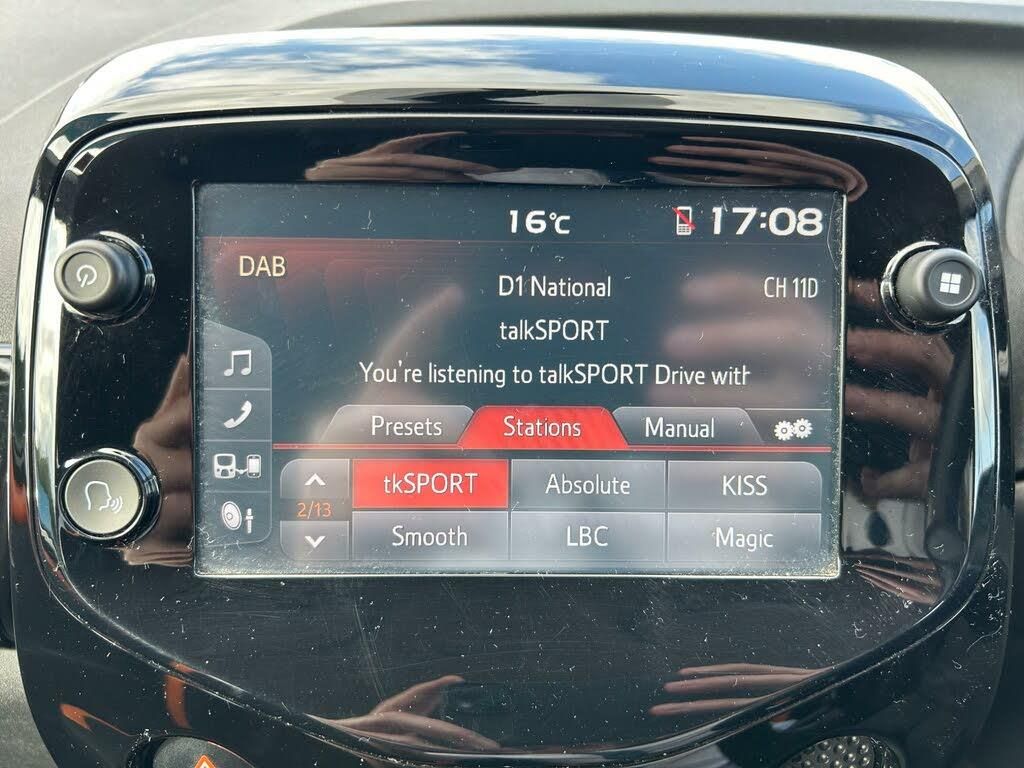 16°C 17:08
DAB
D1 National CH 11D
talkSPORT
You're listening to talkSPORT Drive with
Presets Stations Manual
tkSPORT Absolute KISS
2/13
Smooth LBC Magic